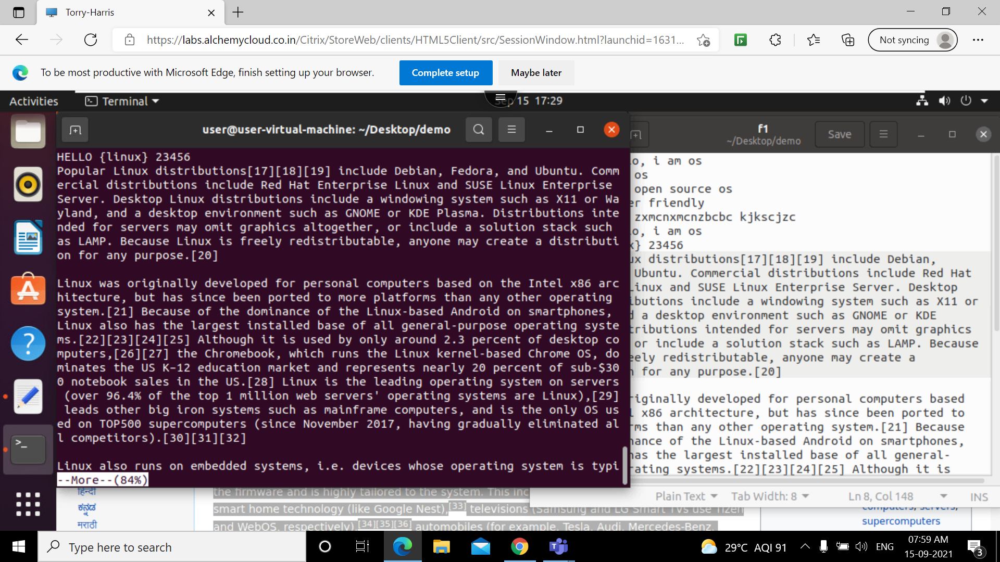 Torry-Harris
https://labs.alchemycloud.co.in/Citrix/StoreWeb/clients/HTML5Client/src/SessionWindow.html?launchid=1631...
Not syncing
To be most productive with Microsoft Edge, finish setting up your browser.
Complete setup
Maybe later
Activities
Terminal
Sep 15 17:29
user@user-virtual-machine: ~/Desktop/demo
HELLO {linux} 23456
Popular Linux distributions[17][18][19] include Debian, Fedora, and Ubuntu. Comm
ercial distributions include Red Hat Enterprise Linux and SUSE Linux Enterprise
Server. Desktop Linux distributions include a windowing system such as X11 or Wa
yland, and a desktop environment such as GNOME or KDE Plasma. Distributions inte
nded for servers may omit graphics altogether, or include a solution stack such
as LAMP. Because Linux is freely redistributable, anyone may create a distributi
on for any purpose.[20]
Linux was originally developed for personal computers based on the Intel x86 arc
hitecture, but has since been ported to more platforms than any other operating
system.[21] Because of the dominance of the Linux-based Android on smartphones,
Linux also has the largest installed base of all general-purpose operating syste
ms.[22][23][24][25] Although it is used by only around 2.3 percent of desktop co
mputers,[26][27] the Chromebook, which runs the Linux kernel-based Chrome OS, do
minates the US K–12 education market and represents nearly 20 percent of sub-$30
0 notebook sales in the US.[28] Linux is the leading operating system on servers
(over 96.4% of the top 1 million web servers' operating systems are Linux),[29]
leads other big iron systems such as mainframe computers, and is the only OS us
ed on TOP500 supercomputers (since November 2017, having gradually eliminated al
l competitors).[30][31][32]
Linux also runs on embedded systems, i.e. devices whose operating system is typi
--More--(84%)
f1
~/Desktop/demo
Save
lo, i am os
os
open source os
er friendly
zxmcnxmcnzbcbc kjkscjzc
lo, i am os
x} 23456
ux distributions[17][18][19] include Debian,
Ubuntu. Commercial distributions include Red Hat
Linux and SUSE Linux Enterprise Server. Desktop
ibutions include a windowing system such as X11 or
d a desktop environment such as GNOME or KDE
tributions intended for servers may omit graphics
or include a solution stack such as LAMP. Because
eely redistributable, anyone may create a
n for any purpose.[20]
riginally developed for personal computers based
l x86 architecture, but has since been ported to
rms than any other operating system.[21] Because
nance of the Linux-based Android on smartphones,
has the largest installed base of all general-
rating systems.[22][23][24][25] Although it is
Plain Text
Tab Width: 8
Ln 8, Col 148
INS
हिन्दी
ಕನ್ನಡ
मराठी
the firmware and is highly tailored to the system. This inc
smart home technology (like Google Nest),[33] televisions (Samsung and LG Smart TVs use Tizen
and WebOS, respectively),[34][35][36] automobiles (for example, Tesla, Audi, Mercedes-Benz,
computers, servers,
supercomputers
Type here to search
29°C AQI 91
ENG
07:59 AM
15-09-2021
3